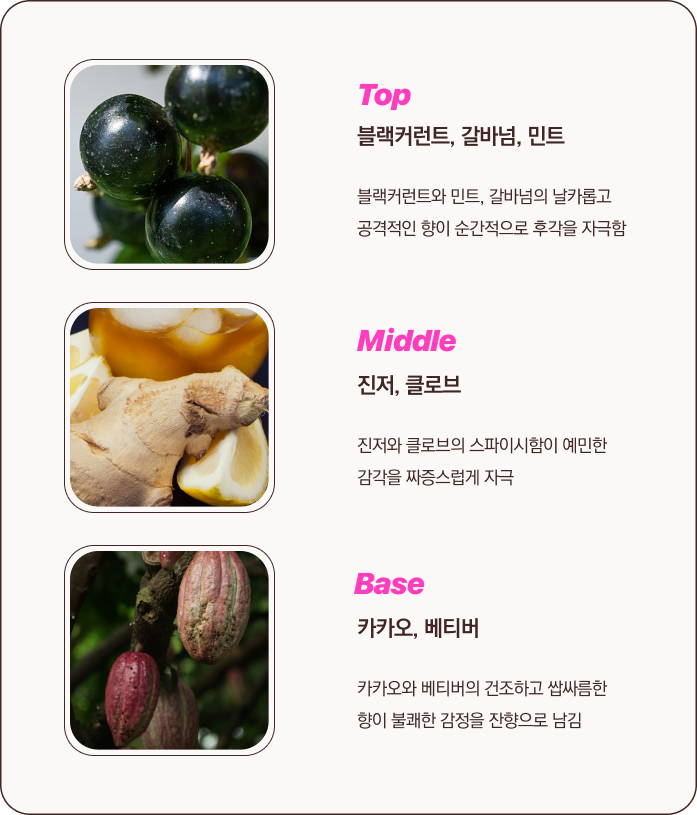 Top
블랙커런트, 갈바넘, 민트
블랙커런트와 민트, 갈바넘의 날카롭고
공격적인 향이 순간적으로 후각을 자극함
Middle
진저, 클로브
진저와 클로브의 스파이시함이 예민한
감각을 짜증스럽게 자극
Base
카카오, 베티버
카카오와 베티버의 건조하고 쌉싸름한
향이 불쾌한 감정을 잔향으로 남김